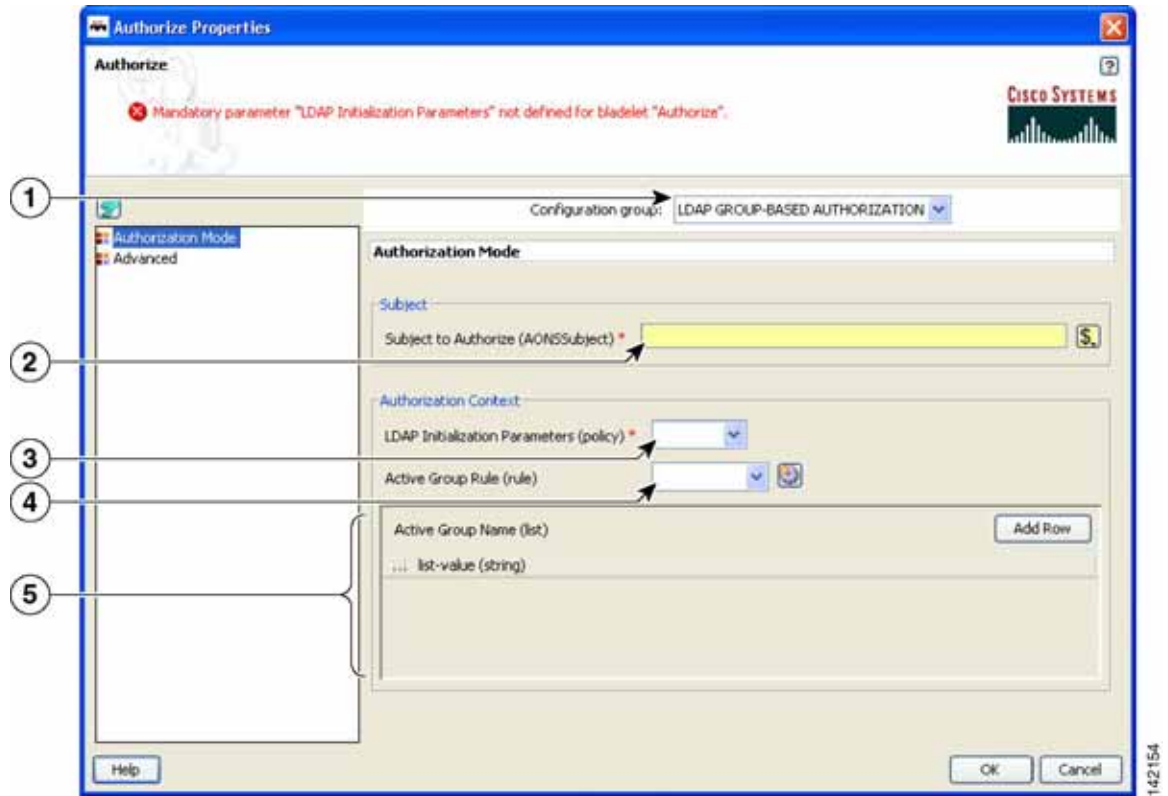 Authorize Properties
Authorize
Mandatory parameter "LDAP Initialization Parameters" not defined for bladelet "Authorize".
CISCO SYSTEMS
1
Configuration group: LDAP GROUP-BASED AUTHORIZATION
Authorization Mode
Advanced
Authorization Mode
Subject
Subject to Authorize (AONSSubject) *
$
2
Authorization Context
LDAP Initialization Parameters (policy) *
3
Active Group Rule (rule)
4
Active Group Name (list)
Add Row
... list-value (string)
5
Help
OK
Cancel
142154